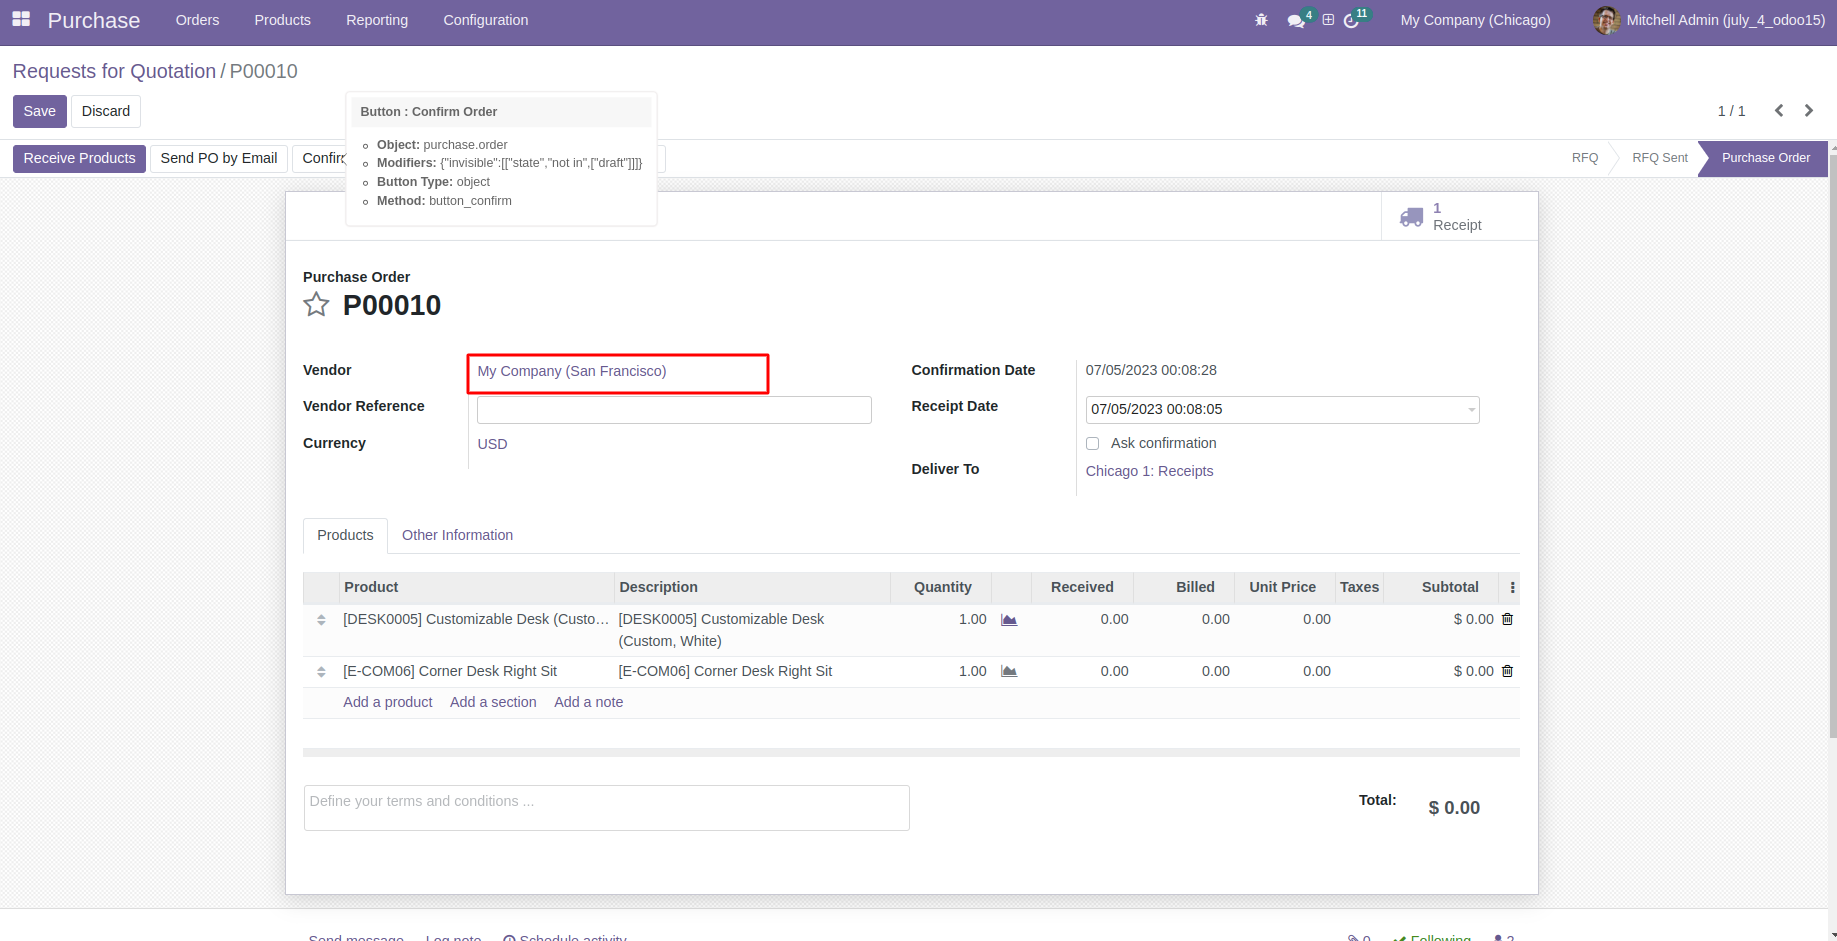 Purchase Orders Products Reporting Configuration 4 11 My Company (Chicago) Mitchell Admin (july_4_odoo15)
Requests for Quotation / P00010
Save Discard 1 / 1
Button : Confirm Order
Object: purchase.order
Modifiers: {"invisible":[["state","not in",["draft"]]]}
Button Type: object
Method: button_confirm
Receive Products Send PO by Email RFQ RFQ Sent Purchase Order
1
Receipt
Purchase Order
P00010
Vendor My Company (San Francisco) Confirmation Date 07/05/2023 00:08:28
Vendor Reference Receipt Date 07/05/2023 00:08:05
Currency USD Ask confirmation
Deliver To Chicago 1: Receipts
Products Other Information
Product Description Quantity Received Billed Unit Price Taxes Subtotal
[DESK0005] Customizable Desk (Custo... [DESK0005] Customizable Desk 1.00 0.00 0.00 0.00 $ 0.00
(Custom, White)
[E-COM06] Corner Desk Right Sit [E-COM06] Corner Desk Right Sit 1.00 0.00 0.00 0.00 $ 0.00
Add a product Add a section Add a note
Define your terms and conditions ...
Total: $ 0.00
Send message Log note Schedule activity 0 Following 2